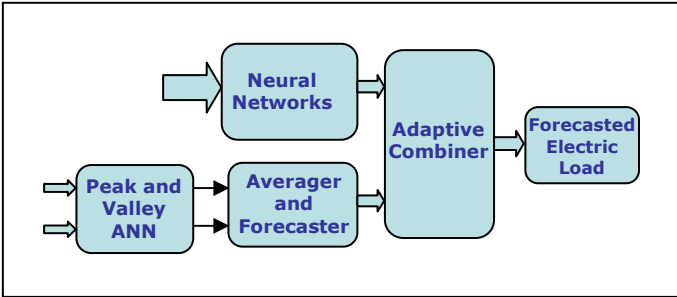 Neural
Networks
Adaptive
Combiner
Forecasted
Electric
Load
Peak and
Valley
ANN
Averager
and
Forecaster